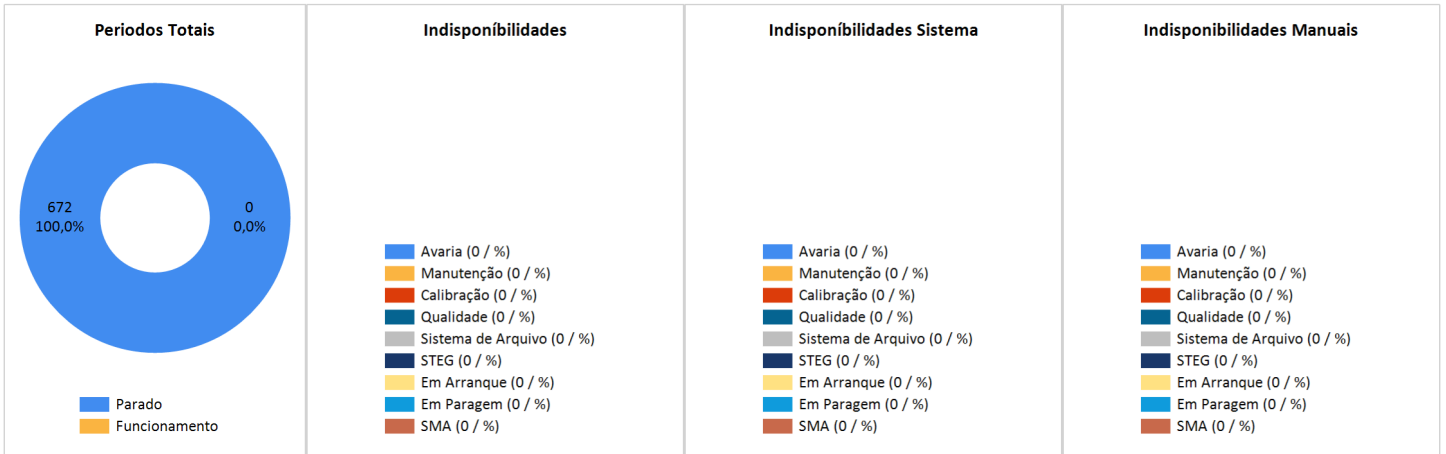 Periodos Totais
672
100,0%
0
0,0%
Parado
Funcionamento
Indisponíbilidades
Avaria (0 / %)
Manutenção (0 / %)
Calibração (0 / %)
Qualidade (0 / %)
Sistema de Arquivo (0 / %)
STEG (0 / %)
Em Arranque (0 / %)
Em Paragem (0 / %)
SMA (0 / %)
Indisponíbilidades Sistema
Avaria (0 / %)
Manutenção (0 / %)
Calibração (0 / %)
Qualidade (0 / %)
Sistema de Arquivo (0 / %)
STEG (0 / %)
Em Arranque (0 / %)
Em Paragem (0 / %)
SMA (0 / %)
Indisponibilidades Manuais
Avaria (0 / %)
Manutenção (0 / %)
Calibração (0 / %)
Qualidade (0 / %)
Sistema de Arquivo (0 / %)
STEG (0 / %)
Em Arranque (0 / %)
Em Paragem (0 / %)
SMA (0 / %)